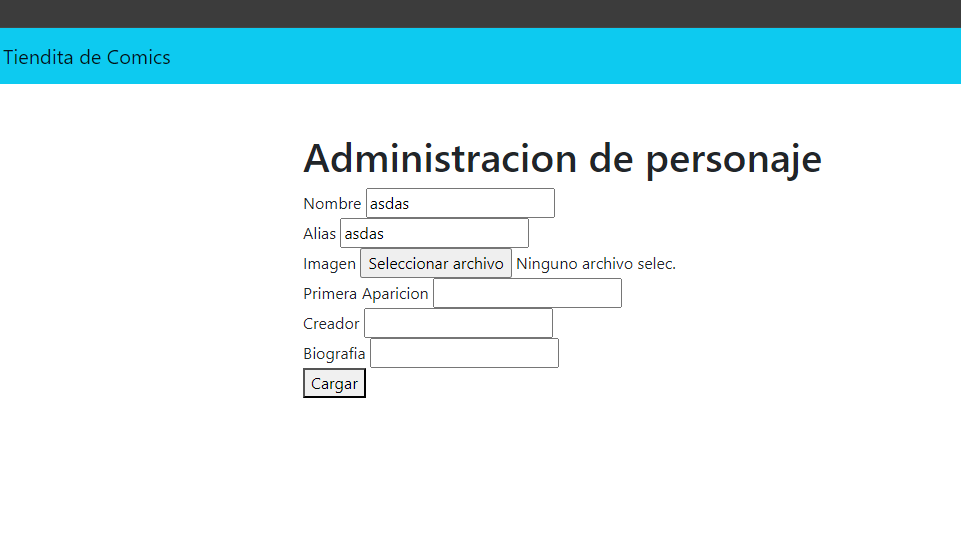 Tiendita de Comics
Administracion de personaje
Nombre asdas
Alias asdas
Imagen Seleccionar archivo Ninguno archivo selec.
Primera Aparicion
Creador
Biografia
Cargar